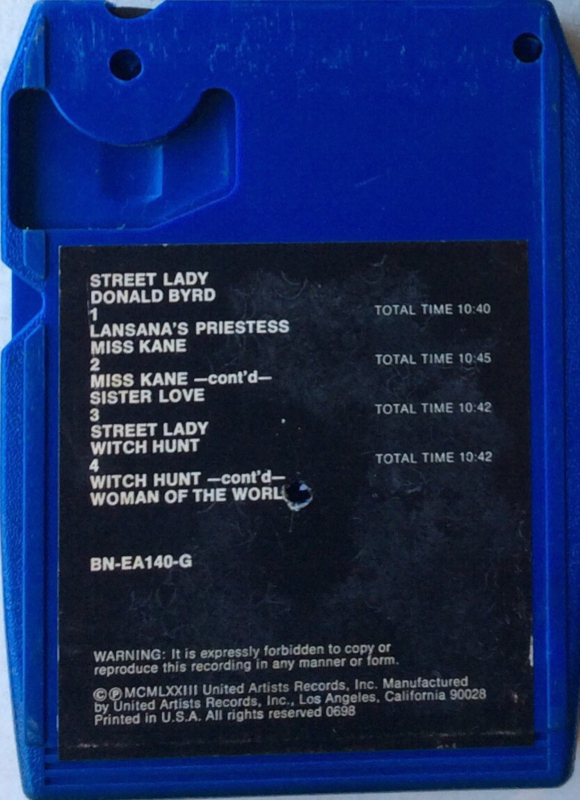 STREET LADY
DONALD BYRD
1 TOTAL TIME 10:40
LANSANA'S PRIESTESS
MISS KANE
2 TOTAL TIME 10:45
MISS KANE —cont'd—
SISTER LOVE
3 TOTAL TIME 10:42
STREET LADY
WITCH HUNT
4 TOTAL TIME 10:42
WITCH HUNT —cont'd—
WOMAN OF THE WORL
BN-EA140-G
WARNING: It is expressly forbidden to copy or
reproduce this recording in any manner or form.
©℗MCMLXXIII United Artists Records, Inc. Manufactured
by United Artists Records, Inc., Los Angeles, California 90028
Printed in U.S.A. All rights reserved 0698